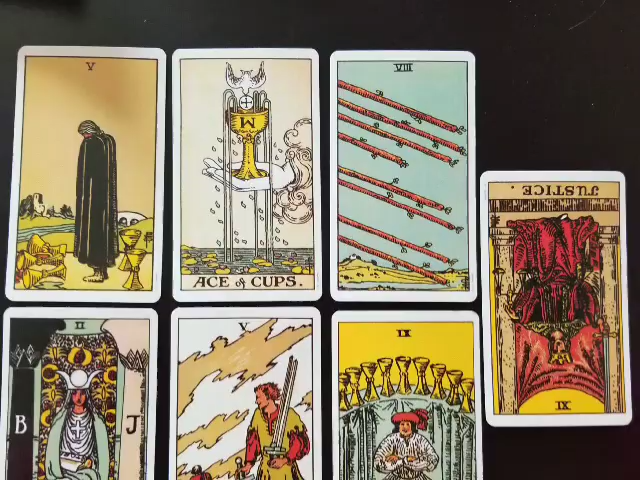 V
M
ACE of CUPS.
VIII
JUSTICE.
XI
II
B J
V
IX